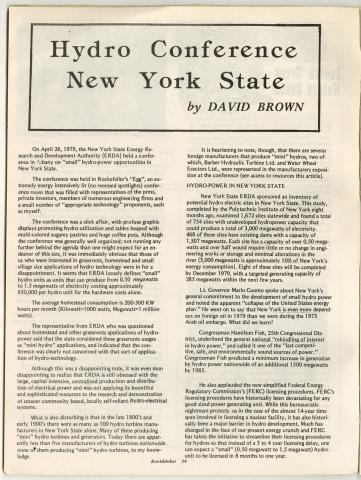 Hydro Conference
New York State
by DAVID BROWN
On April 26, 1979, the New York State Energy Re-
search and Development Authority (ERDA) held a confer-
ence in Albany on "small" hydro-power opportunities in
New York State.
The conference was held in Rockefeller's "Egg", an ex-
tremely energy intensively lit (no moonsed spotlights) confer-
ence room that was filled with representatives of the press,
private investors, members of numerous engineering firms and
a small number of "appropriate technology" proponents, such
as myself.
The conference was a slick affair, with profuse graphic
displays promoting hydro utilization and tables heaped with
multi-colored sugary pastries and huge coffee pots. Although
the conference was generally well organized; not running any
further behind the agenda than one might expect for an en-
deavor of this size, it was immediately obvious that those of
us who were interested in grassroots, homestead and small
village size applications of hydro technology were in for a
disappointment. It seems that ERDA loosely defines "small"
hydro units as units that can produce from 0.50 megawatts
to 1.5 megawatts of electricity costing approximately
$50,000 per unit for the hardware alone.
The average homestead consumption is 200-500 KW
hours per month (Kilowatt=1000 watts, Megawatt=1 million
watts).
The representative from ERDA who was questioned
about homestead and other grassroots applications of hydro-
power said that the state considered these grassroots usages
as "mini hydro" applications, and indicated that the con-
ference was clearly not concerned with that sort of applica-
tion of hydro-technology.
Although this was a disappointing note, it was even more
disappointing to realize that ERDA is still obsessed with the
large, capital intensive, centralized production and distribu-
tion of electrical power and was not applying its bountiful
and sophisticated resources to the research and demonstration
of smaller community based, locally self-reliant hydro-electrical
systems.
What is also disturbing is that in the late 1800's and
early 1900's there were as many as 100 hydro turbine manu-
facturers in New York State alone. Many of these producing
"mini" hydro turbines and generators. Today there are appar-
ently less than five manufacturers of hydro turbines nationwide,
none of them producing "mini" hydro turbines, to my know-
ledge.
It is heartening to note, though, that there are several
foreign manufacturers that produce "mini" hydros, two of
which, Barber Hydraulic Turbine Ltd. and Water Wheel
Erectors Ltd., were represented in the manufacturers exposi-
tion at the conference (see access to resources this article).
HYDRO-POWER IN NEW YORK STATE
New York State ERDA sponsored an inventory of
potential hydro electric sites in New York State. This study,
completed by the Polytechnic Institute of New York eight
months ago, examined 1,672 sites statewide and found a total
of 754 sites with undeveloped hydropower capacity that could
produce a total of 3,000 megawatts of electricity.
468 of these sites have existing dams with a capacity of
1,307 megawatts. Each site has a capacity of over 0.50 mega-
watts and over half would require little or no change in engi-
neering works or storage and minimal alterations in the
river (3,000 megawatts is approximately 10% of New York's
energy consumption). Eight of these sites will be completed
by December 1979, with a targeted generating capacity of
285 megawatts within the next five years.
Lt. Governor Mario Cuomo spoke about New York's
general commitment to the development of small hydro power
and noted the apparent "collapse of the United States energy
plan." He went on to say that New York is even more depend-
ent on foreign oil in 1979 than we were during the 1973
Arab oil embargo. What did we learn?
Congressman Hamilton Fish, 25th Congressional Dis-
trict, underlined the general national "rekindling of interest
in hydro power," and called it one of the "last competi-
tive, safe, and environmentally sound sources of power."
Congressman Fish predicted a minimum increase in generation
by hydro power nationwide of an additional 1500 megawatts
by 1985.
He also applauded the new simplified Federal Energy
Regulatory Commission's (FERC) licensing procedures. FERC's
licensing procedures have historically been devastating for any
good sized power generating unit. While this bureaucratic
nightmare protects us in the case of the almost 14-year time
span involved in licensing a nuclear facility, it has also histori-
cally been a major barrier in hydro development. Much has
changed in the face of our present energy crunch and FERC
has taken the initiative to streamline their licensing procedures
for hydros so that instead of a 3 to 4 year licensing delay, one
can expect a "small" (0.50 megawatt to 1.5 megawatt) hydro
unit to be licensed in 8 months to one year.
Rootdrinker 24